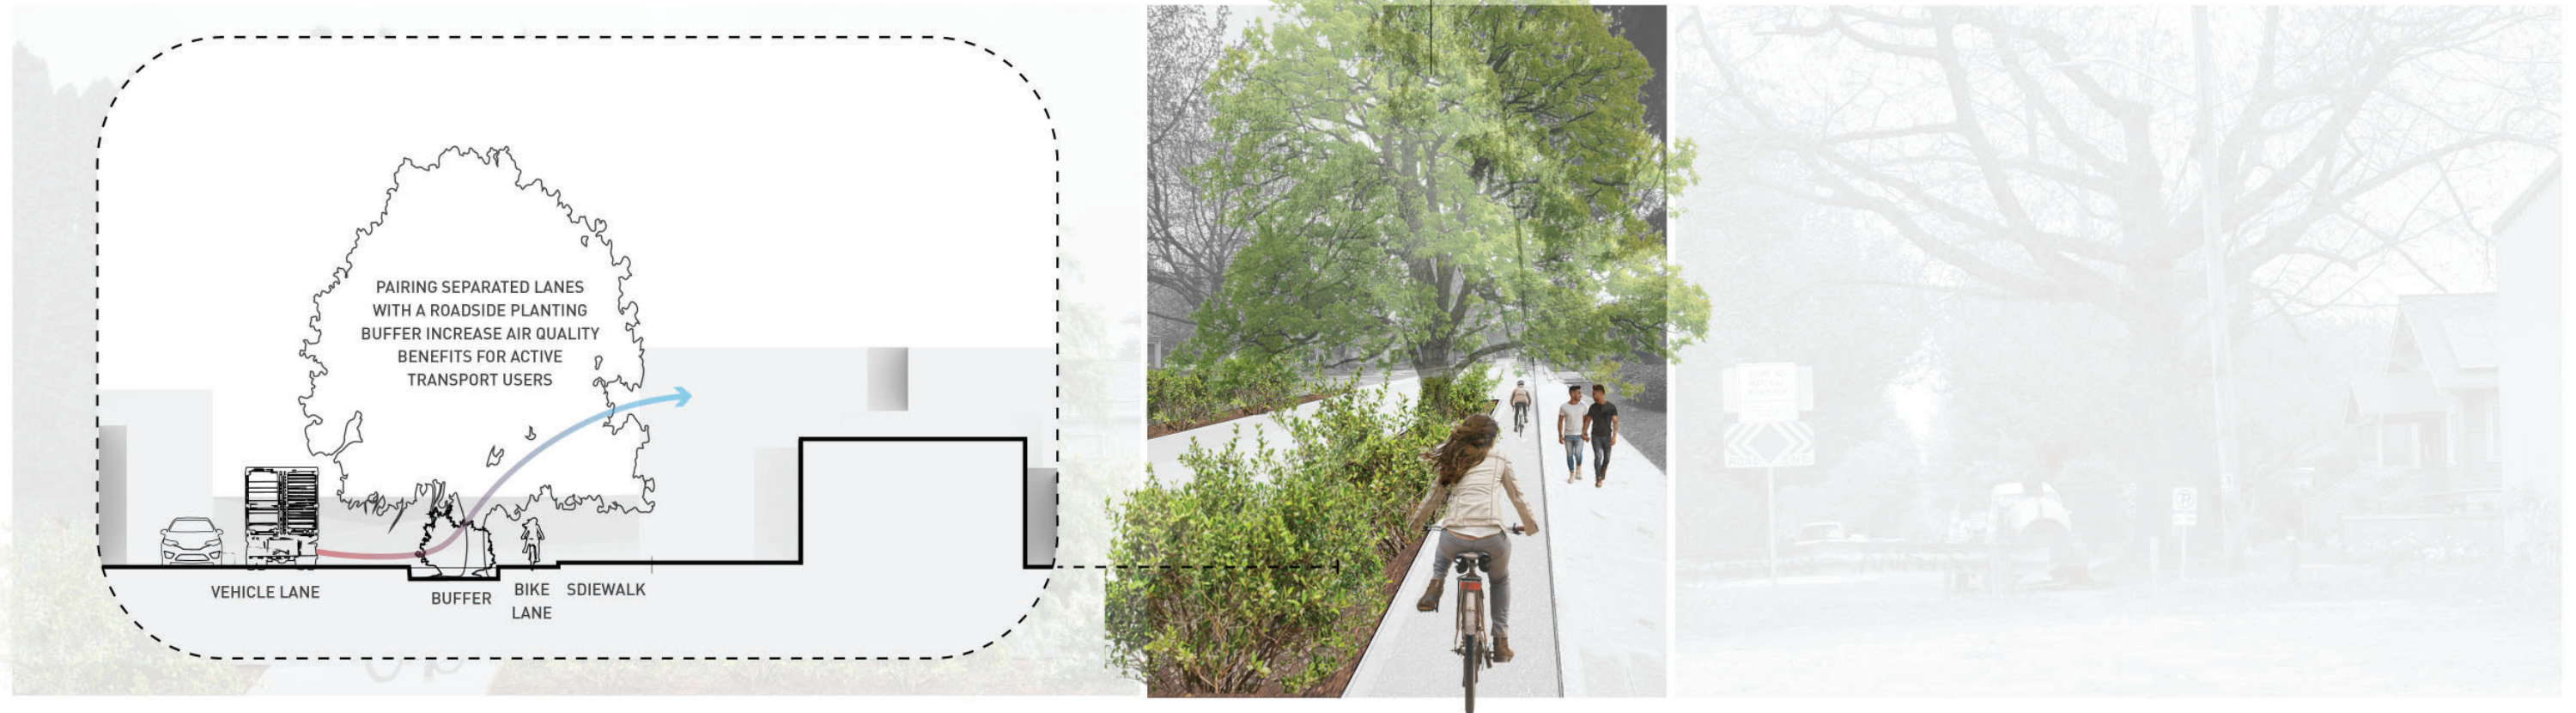 PAIRING SEPARATED LANES
WITH A ROADSIDE PLANTING
BUFFER INCREASE AIR QUALITY
BENEFITS FOR ACTIVE
TRANSPORT USERS
VEHICLE LANE
BUFFER
BIKE
LANE
SDIEWALK